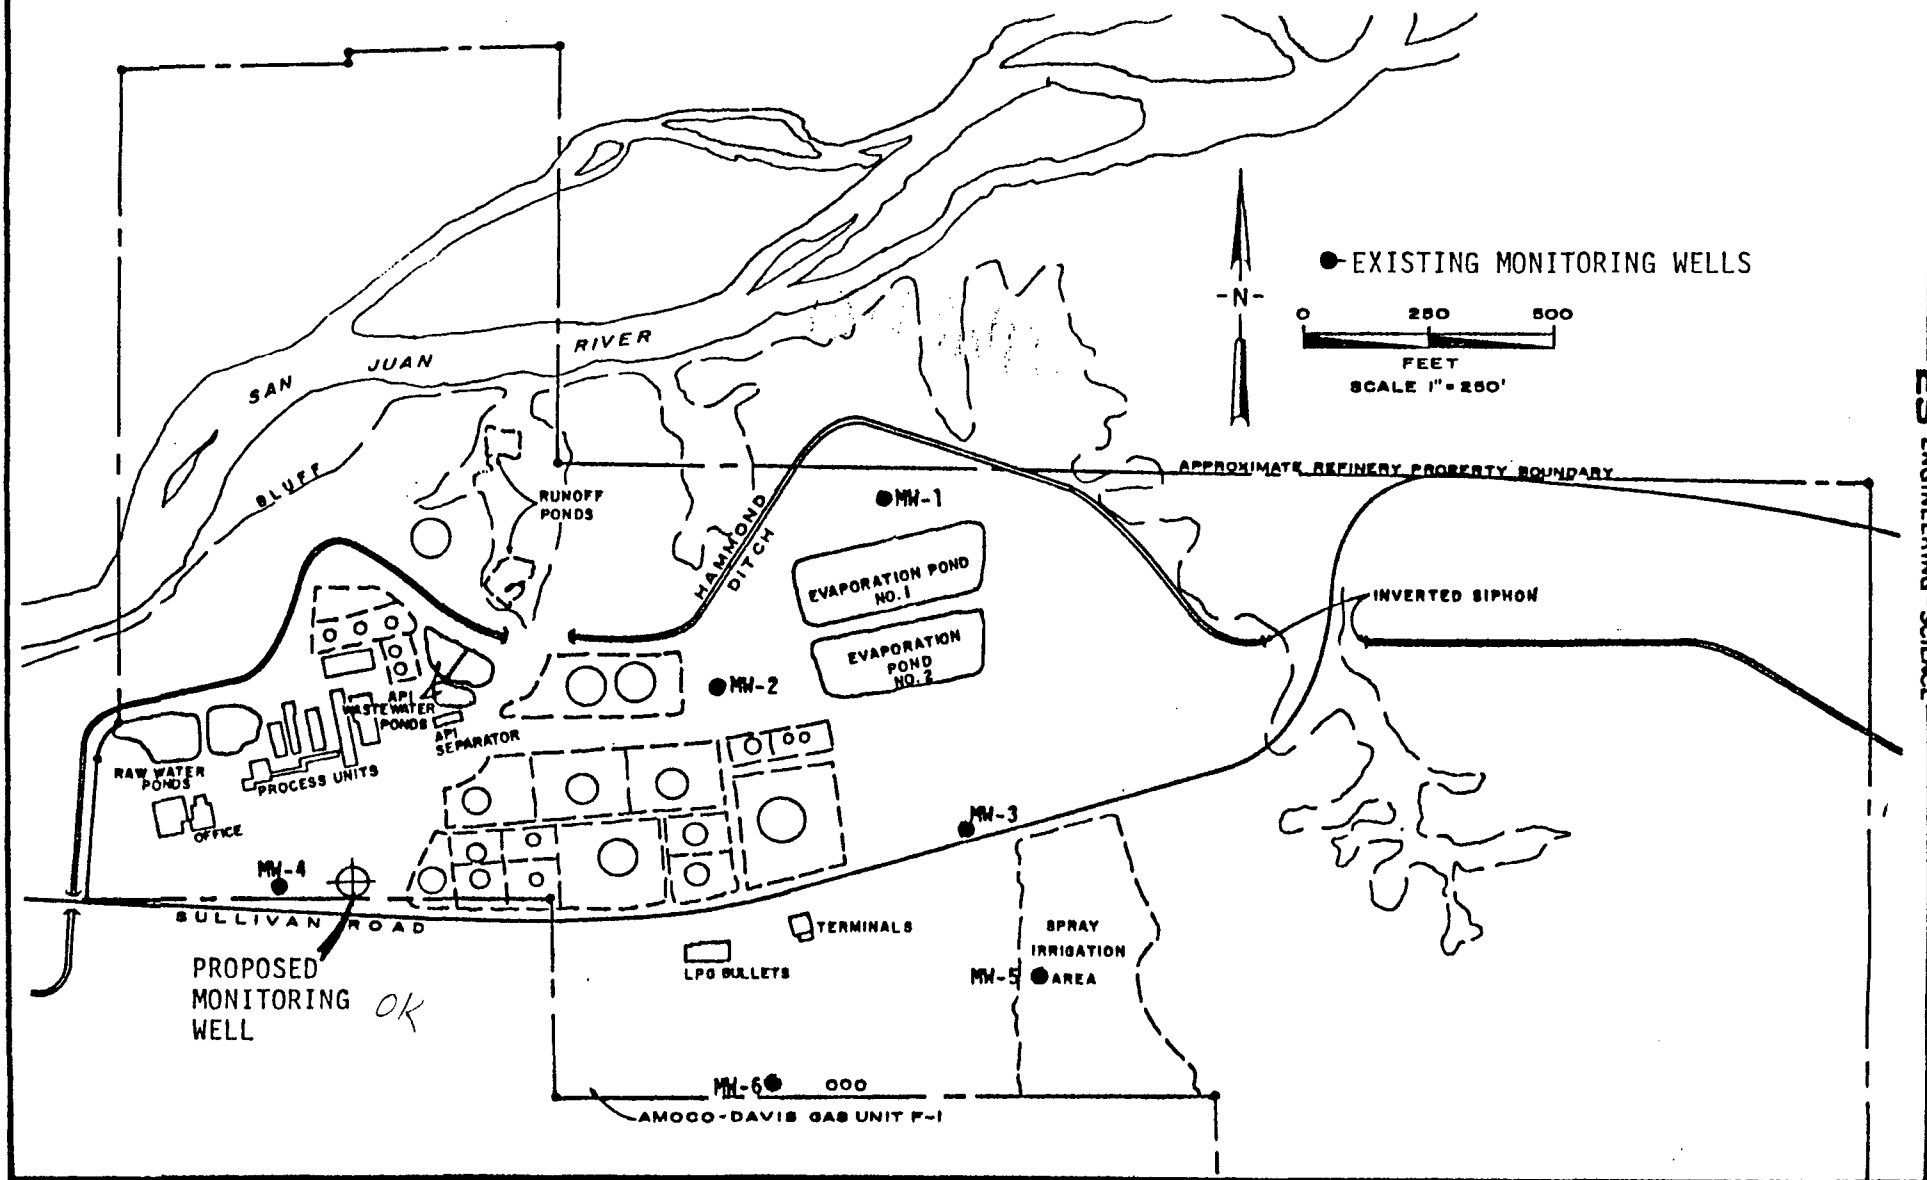 -N-
EXISTING MONITORING WELLS
0 250 500
FEET
SCALE 1"=250'
SAN JUAN RIVER
BLUFF
RUNOFF
PONDS
HAMMOND
DITCH
MW-1
APPROXIMATE REFINERY PROPERTY BOUNDARY
EVAPORATION POND
NO. 1
EVAPORATION
POND
NO. 2
INVERTED SIPHON
MW-2
API
WASTEWATER
PONDS
API
SEPARATOR
RAW WATER
PONDS
PROCESS UNITS
OFFICE
MW-3
MW-4
SULLIVAN ROAD
TERMINALS
LPG BULLETS
SPRAY
IRRIGATION
AREA
MW-5
PROPOSED
MONITORING
WELL
OK
MW-6
AMOCO-DAVIS GAS UNIT F-1